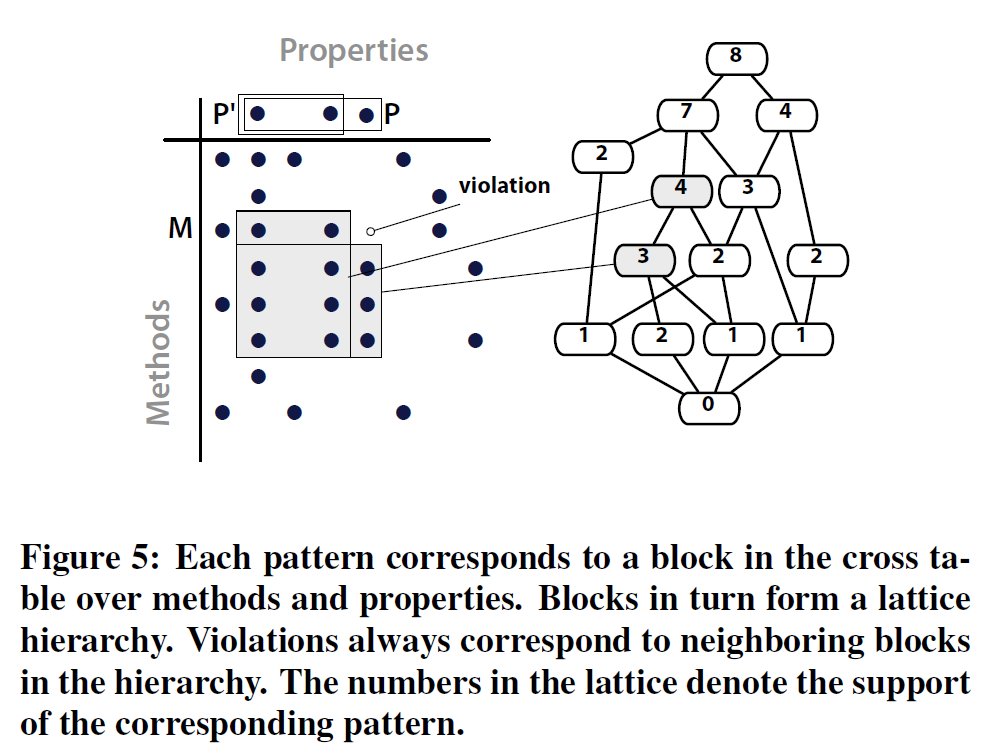 Properties
8
P' P
7 4
2
violation
4 3
M
3 2 2
Methods
1 2 1 1
0
Figure 5: Each pattern corresponds to a block in the cross ta-
ble over methods and properties. Blocks in turn form a lattice
hierarchy. Violations always correspond to neighboring blocks
in the hierarchy. The numbers in the lattice denote the support
of the corresponding pattern.